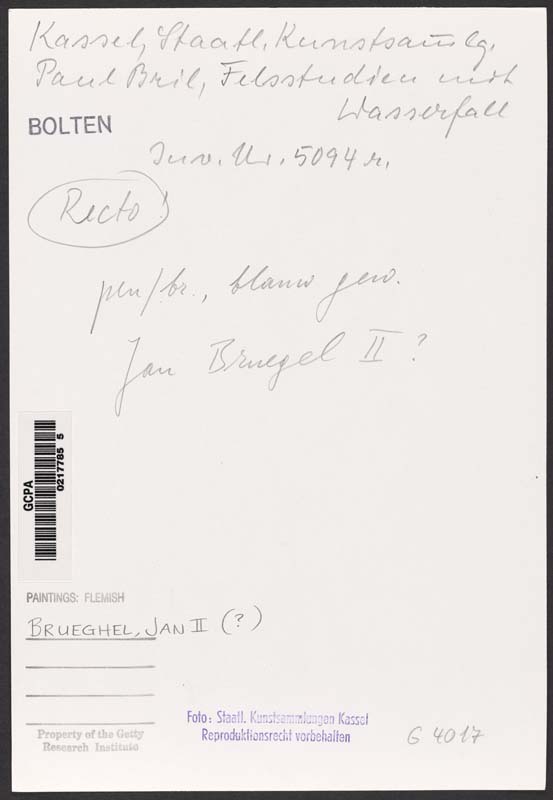 Kassel, Staatl. Kunstsam̅lg.
Paul Bril, Felsstudien mit
Wasserfall
BOLTEN
Inv. Nr. 5094 r.
Recto!
pen/br., blauw gew.
Jan Bruegel II ?
GCPA
0217785 5
PAINTINGS: FLEMISH
BRUEGHEL, JAN II (?)
Property of the Getty
Research Institute
Foto: Staatl. Kunstsammlungen Kassel
Reproduktionsrecht vorbehalten
G 4017